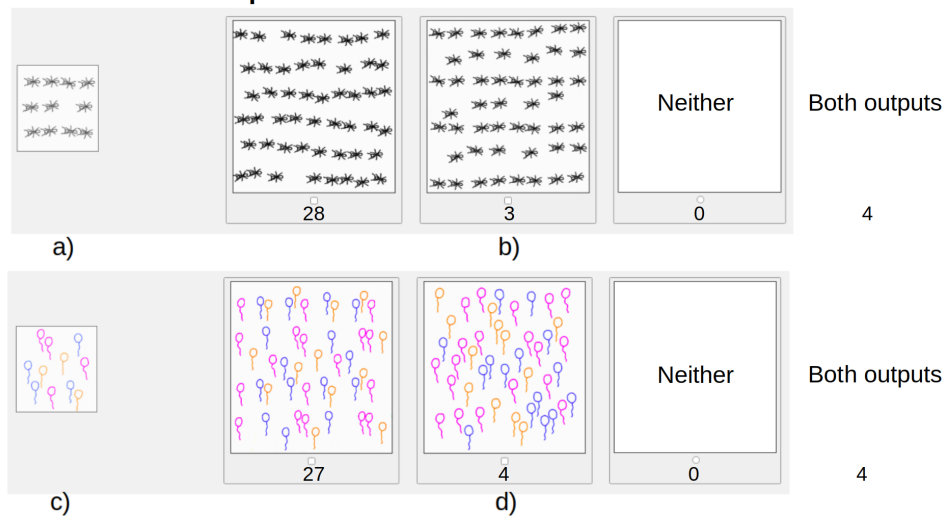 Neither
Both outputs
28
3
0
4
a)
b)
Neither
Both outputs
27
4
0
4
c)
d)